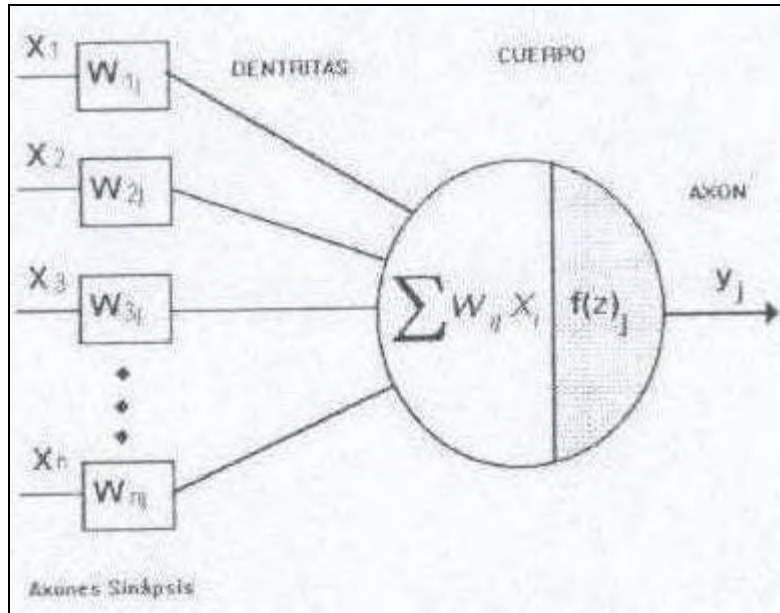 X1
W1j
DENTRITAS
CUERPO
X2
W2j
AXON
X3
W3j
∑ Wij Xi
f(z)j
yj
Xn
Wnj
Axones Sinápsis